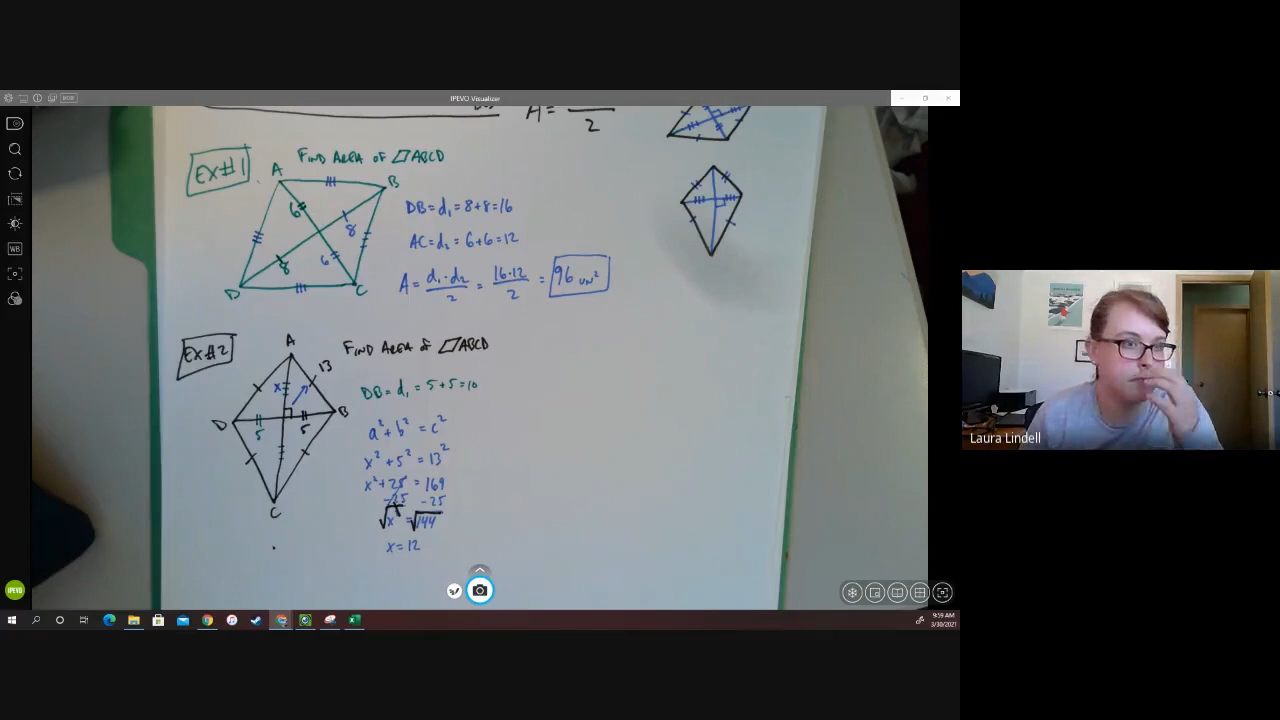 IPEVO Visualizer
A = ― 2
EX#1
FIND AREA OF ▱ABCD
A
B
6
8
8
6
D
C
DB = d₁ = 8+8=16
AC = d₂ = 6+6=12
A = d₁·d₂/2 = 16·12/2 = 96 UN²
EX#2
FIND AREA OF ▱ABCD
A
13
x
D
B
5
5
C
DB = d₁ = 5+5=10
a² + b² = c²
x² + 5² = 13²
x² + 25 = 169
-25 -25
√x² = √144
x = 12
Laura Lindell
WB
IPEVO
9:59 AM
3/30/2021